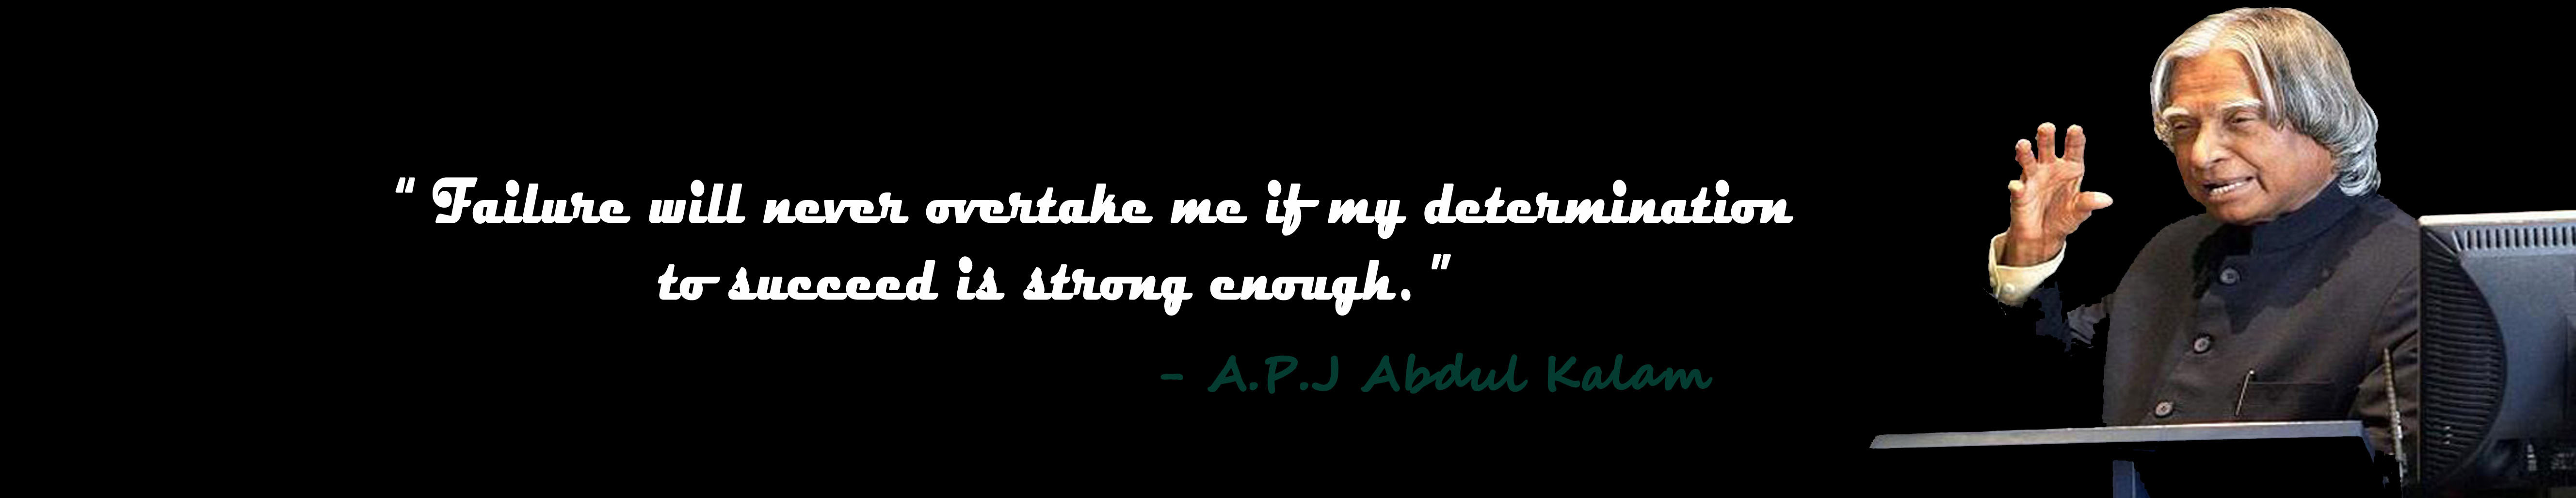 " Failure will never overtake me if my determination
to succeed is strong enough. "
- A.P.J Abdul Kalam